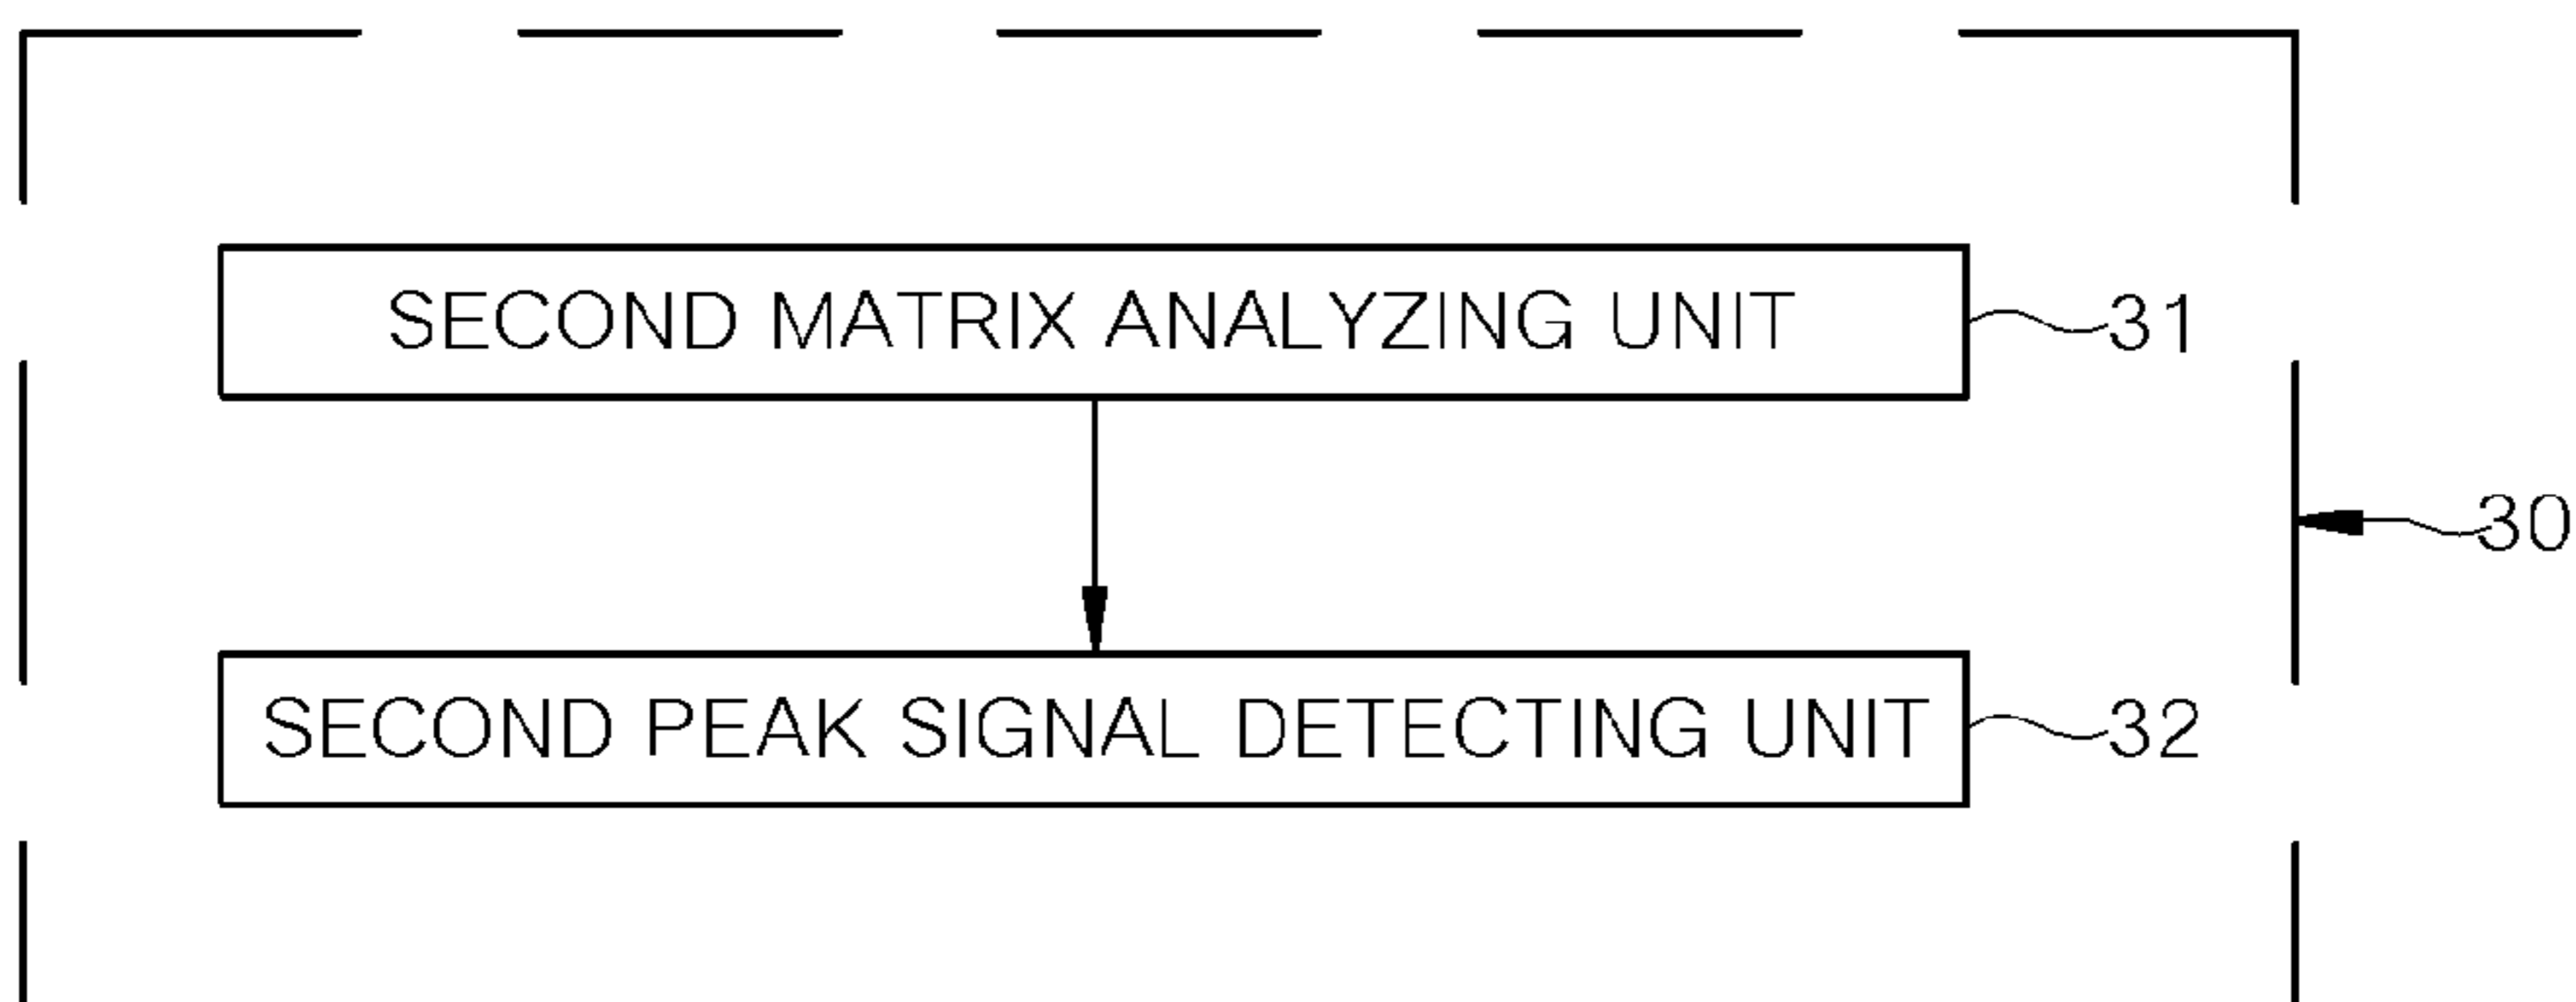 SECOND MATRIX ANALYZING UNIT 31
30
SECOND PEAK SIGNAL DETECTING UNIT 32